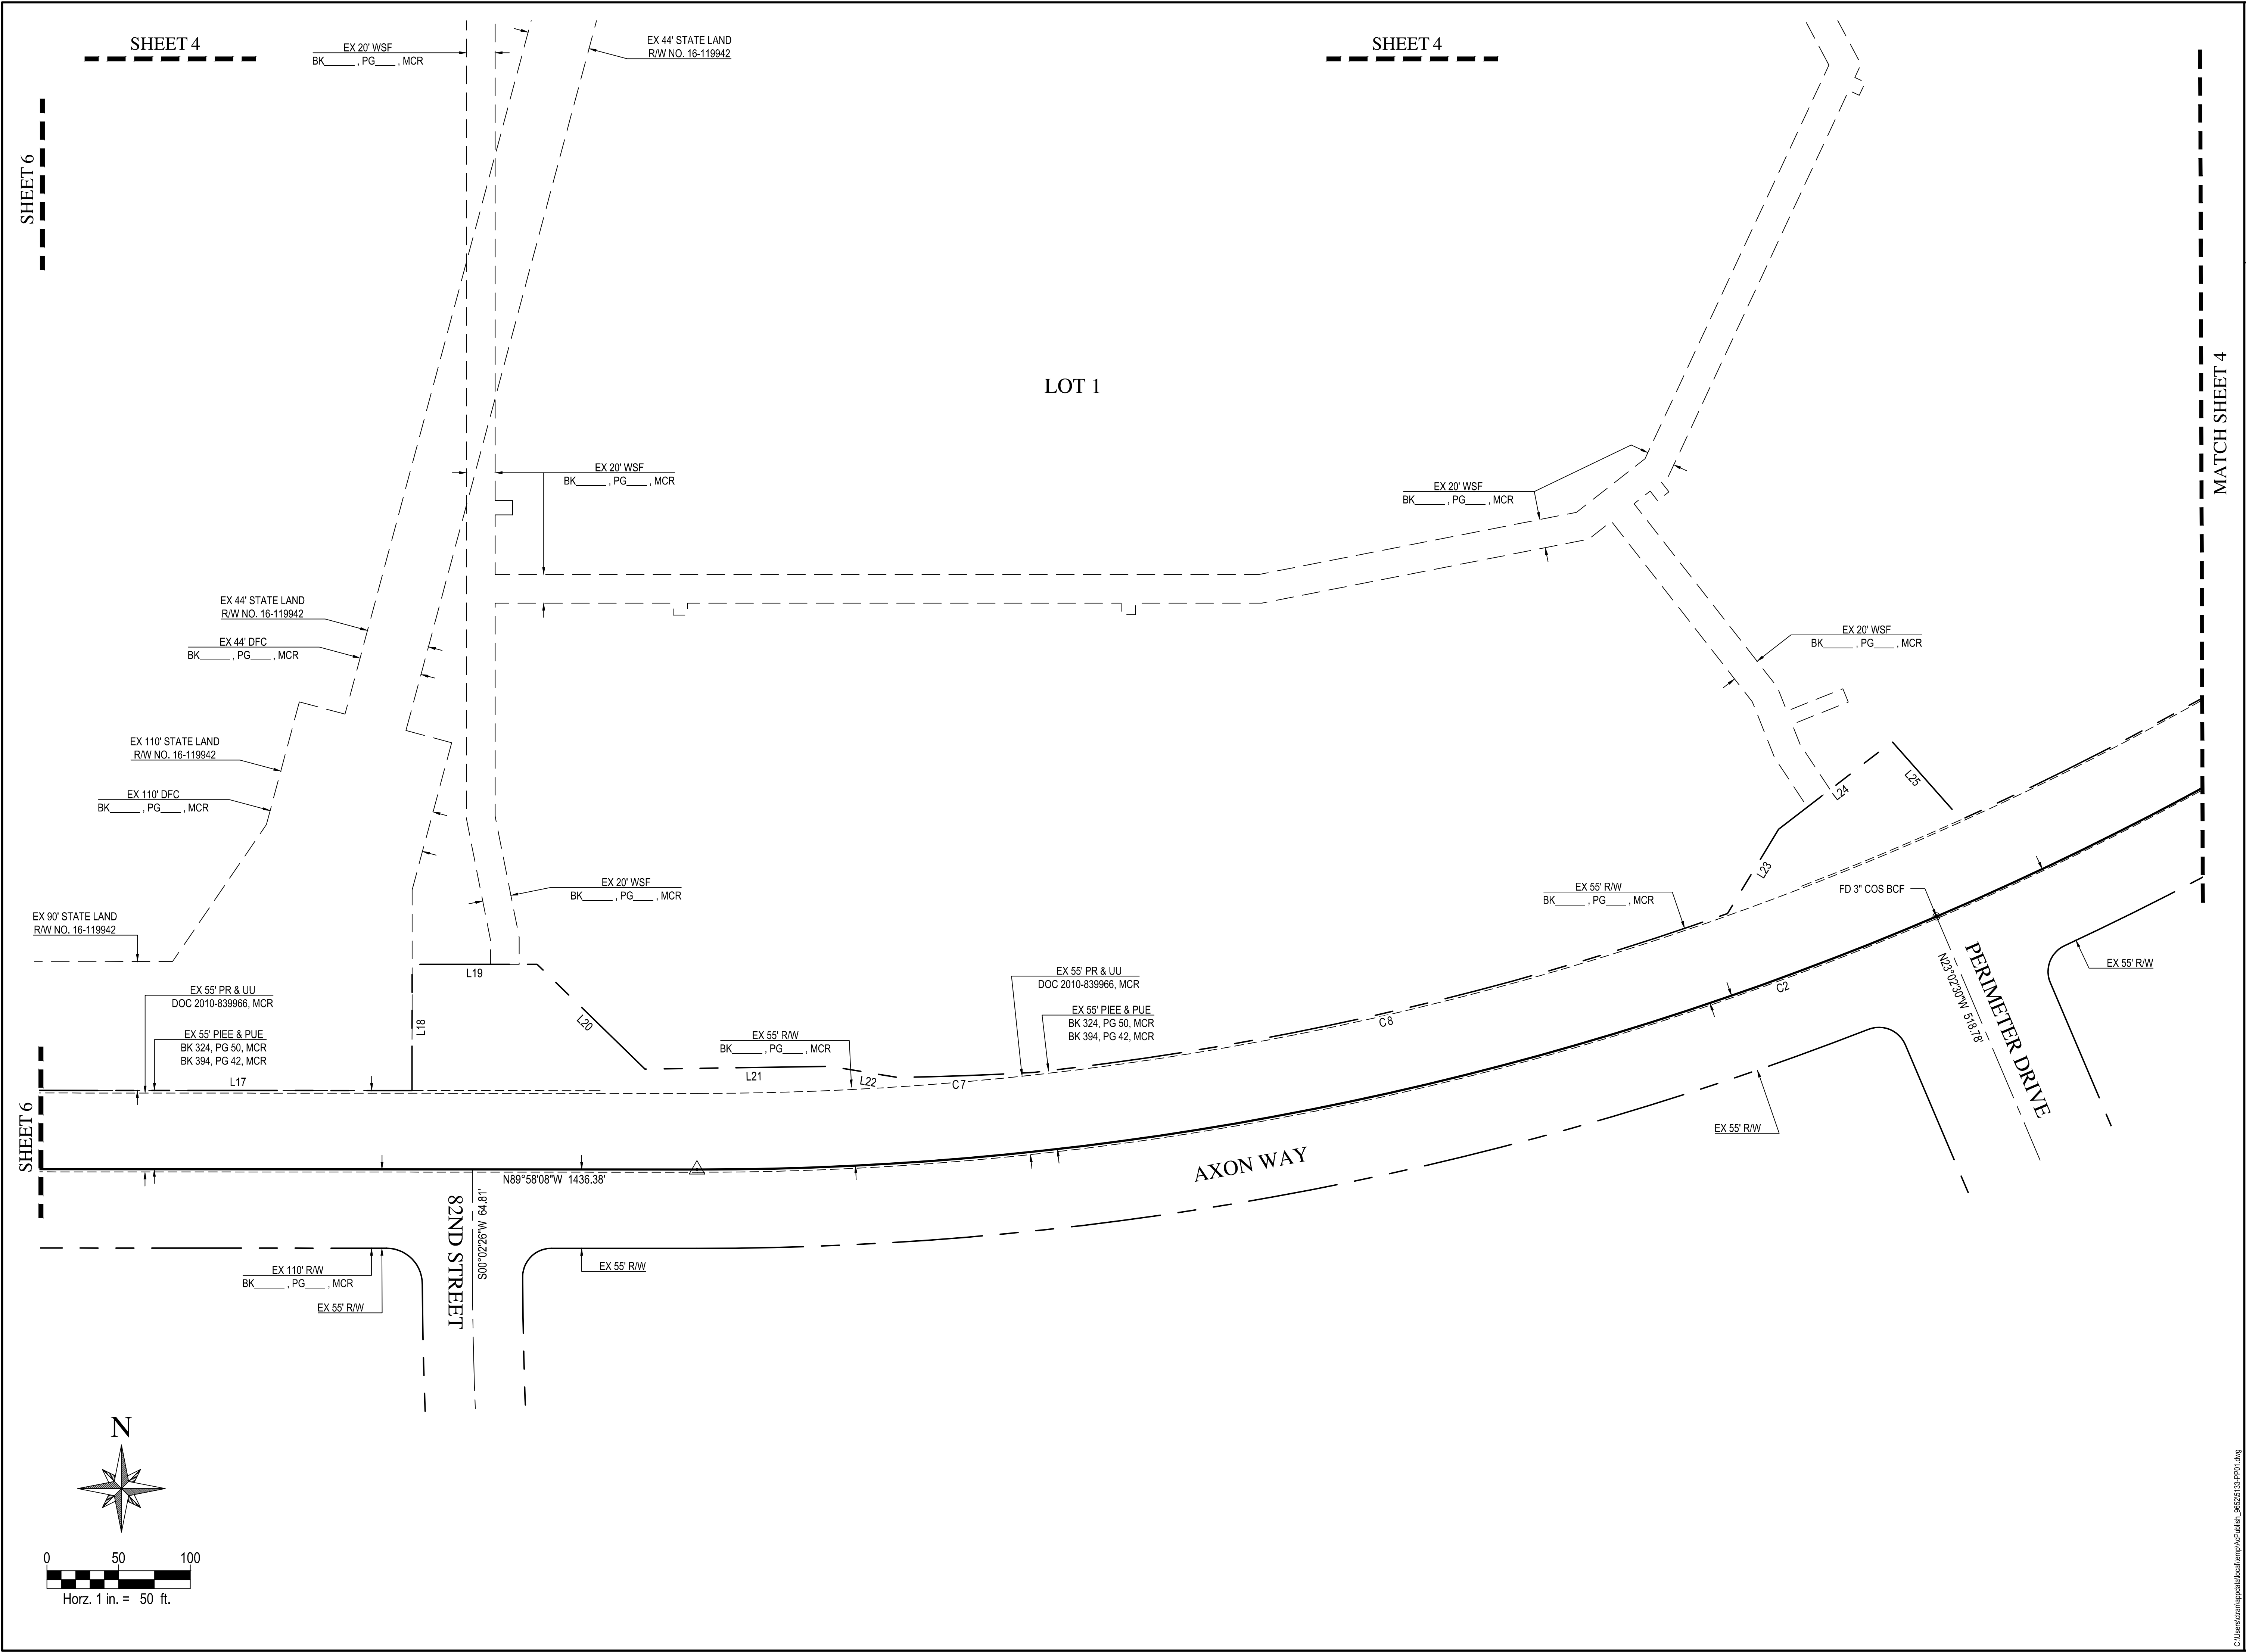 SHEET 4
EX 20' WSF
BK_____ , PG____ , MCR
EX 44' STATE LAND
R/W NO. 16-119942
SHEET 4
SHEET 6
MATCH SHEET 4
LOT 1
EX 20' WSF
BK_____ , PG____ , MCR
EX 20' WSF
BK_____ , PG____ , MCR
EX 44' STATE LAND
R/W NO. 16-119942
EX 44' DFC
BK_____ , PG____ , MCR
EX 20' WSF
BK_____ , PG____ , MCR
EX 110' STATE LAND
R/W NO. 16-119942
EX 110' DFC
BK_____ , PG____ , MCR
L25
L24
L23
EX 20' WSF
BK_____ , PG____ , MCR
EX 55' R/W
BK_____ , PG____ , MCR
FD 3" COS BCF
EX 90' STATE LAND
R/W NO. 16-119942
L19
EX 55' PR & UU
DOC 2010-839966, MCR
EX 55' PIEE & PUE
BK 324, PG 50, MCR
BK 394, PG 42, MCR
L17
L18
L20
EX 55' R/W
BK_____ , PG____ , MCR
L21
L22
C7
EX 55' PR & UU
DOC 2010-839966, MCR
EX 55' PIEE & PUE
BK 324, PG 50, MCR
BK 394, PG 42, MCR
C8
C2
PERIMETER DRIVE
N23°02'30"W 518.78'
EX 55' R/W
EX 55' R/W
SHEET 6
N89°58'08"W 1436.38'
AXON WAY
82ND STREET
S00°02'26"W 64.81'
EX 110' R/W
BK_____ , PG____ , MCR
EX 55' R/W
EX 55' R/W
N
0 50 100
Horz. 1 in. = 50 ft.
C:\Users\ctran\appdata\local\temp\AcPublish_9652\5133-PP01.dwg